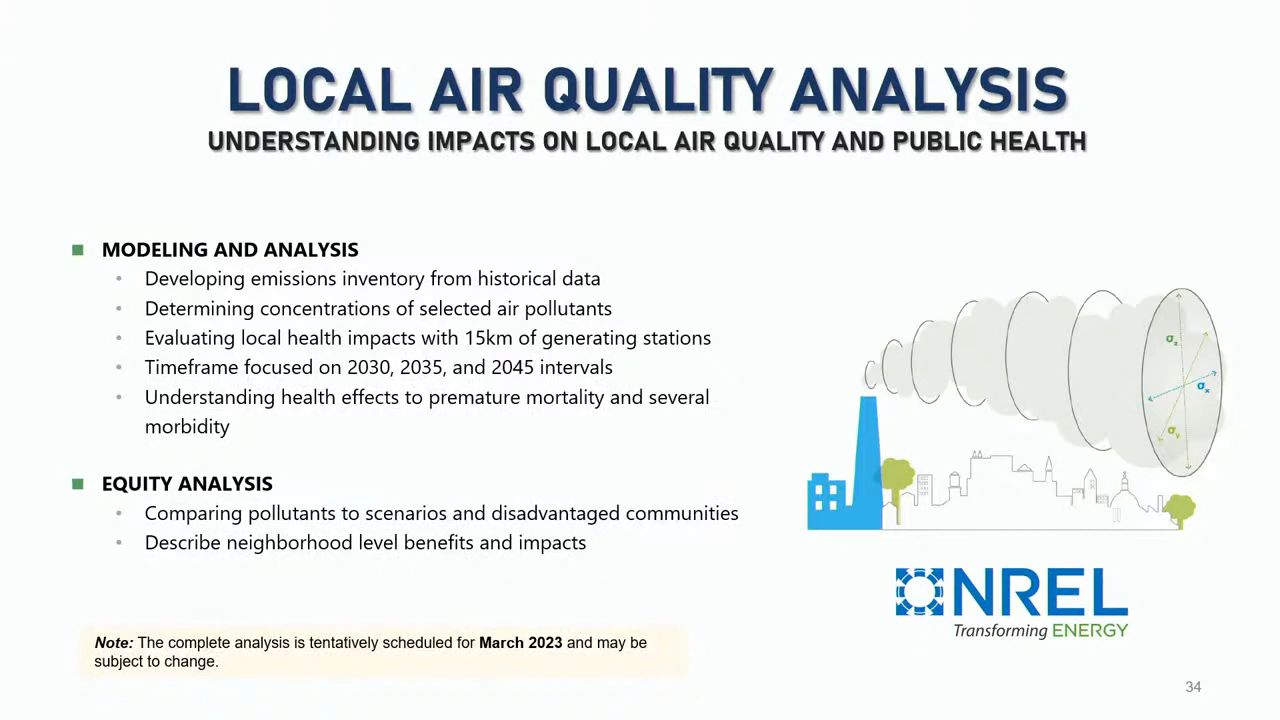 LOCAL AIR QUALITY ANALYSIS
UNDERSTANDING IMPACTS ON LOCAL AIR QUALITY AND PUBLIC HEALTH
MODELING AND ANALYSIS
Developing emissions inventory from historical data
Determining concentrations of selected air pollutants
Evaluating local health impacts with 15km of generating stations
Timeframe focused on 2030, 2035, and 2045 intervals
Understanding health effects to premature mortality and several
morbidity
EQUITY ANALYSIS
Comparing pollutants to scenarios and disadvantaged communities
Describe neighborhood level benefits and impacts
σz
σx
σy
NREL
Transforming ENERGY
Note: The complete analysis is tentatively scheduled for March 2023 and may be
subject to change.
34